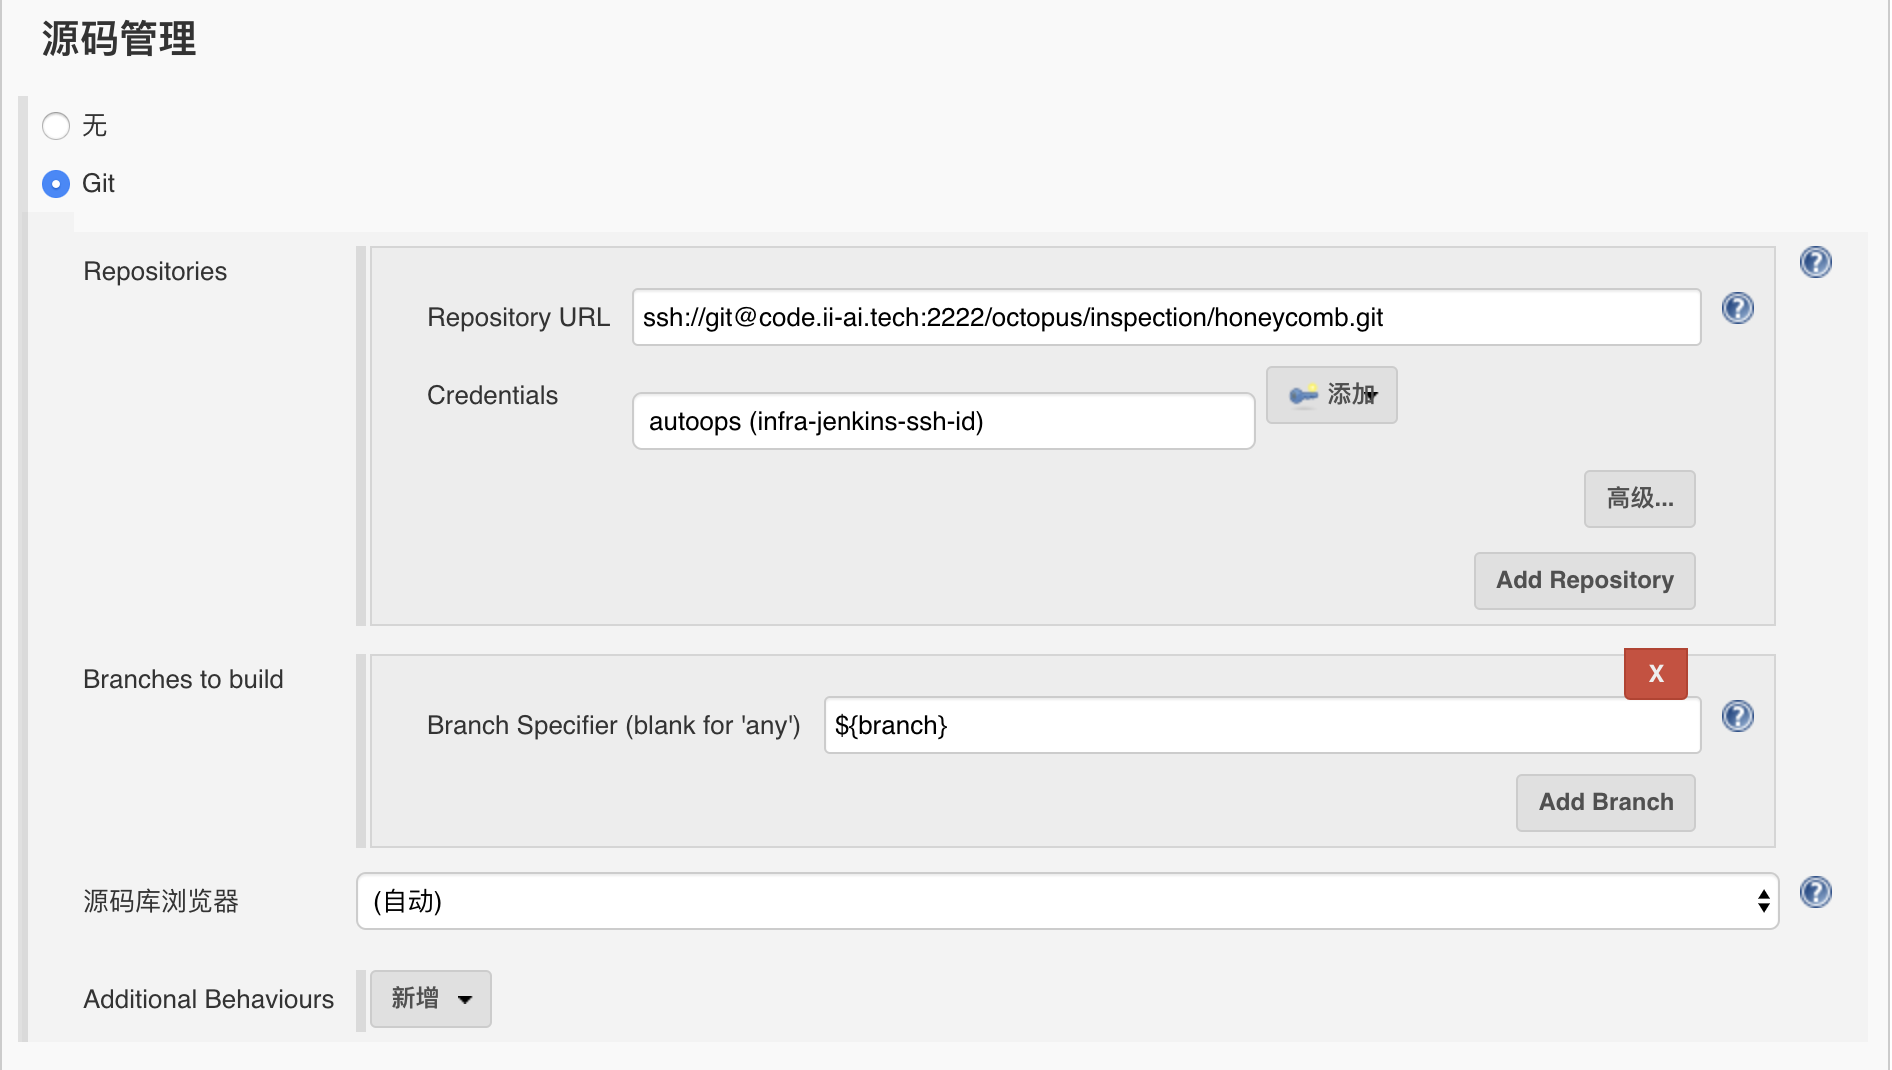 源码管理
无
Git
Repositories
Repository URL ssh://git@code.ii-ai.tech:2222/octopus/inspection/honeycomb.git
Credentials autoops (infra-jenkins-ssh-id) 添加
高级...
Add Repository
Branches to build
X
Branch Specifier (blank for 'any') ${branch}
Add Branch
源码库浏览器 (自动)
Additional Behaviours 新增